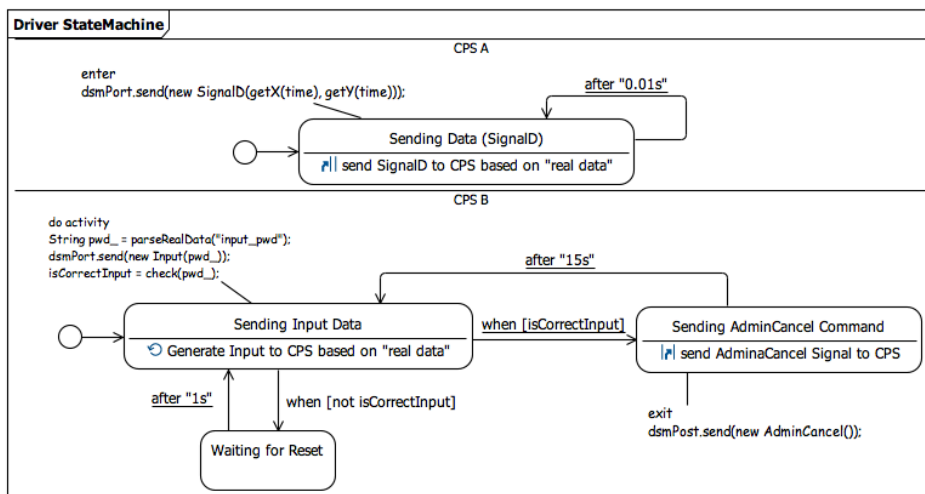 Driver StateMachine
CPS A
enter
dsmPort.send(new SignalD(getX(time), getY(time)));
after "0.01s"
Sending Data (SignalD)
send SignalD to CPS based on "real data"
CPS B
do activity
String pwd_ = parseRealData("input_pwd");
dsmPort.send(new Input(pwd_));
isCorrectInput = check(pwd_);
after "15s"
Sending Input Data
Generate Input to CPS based on "real data"
when [isCorrectInput]
Sending AdminCancel Command
send AdminaCancel Signal to CPS
after "1s"
when [not isCorrectInput]
Waiting for Reset
exit
dsmPost.send(new AdminCancel());